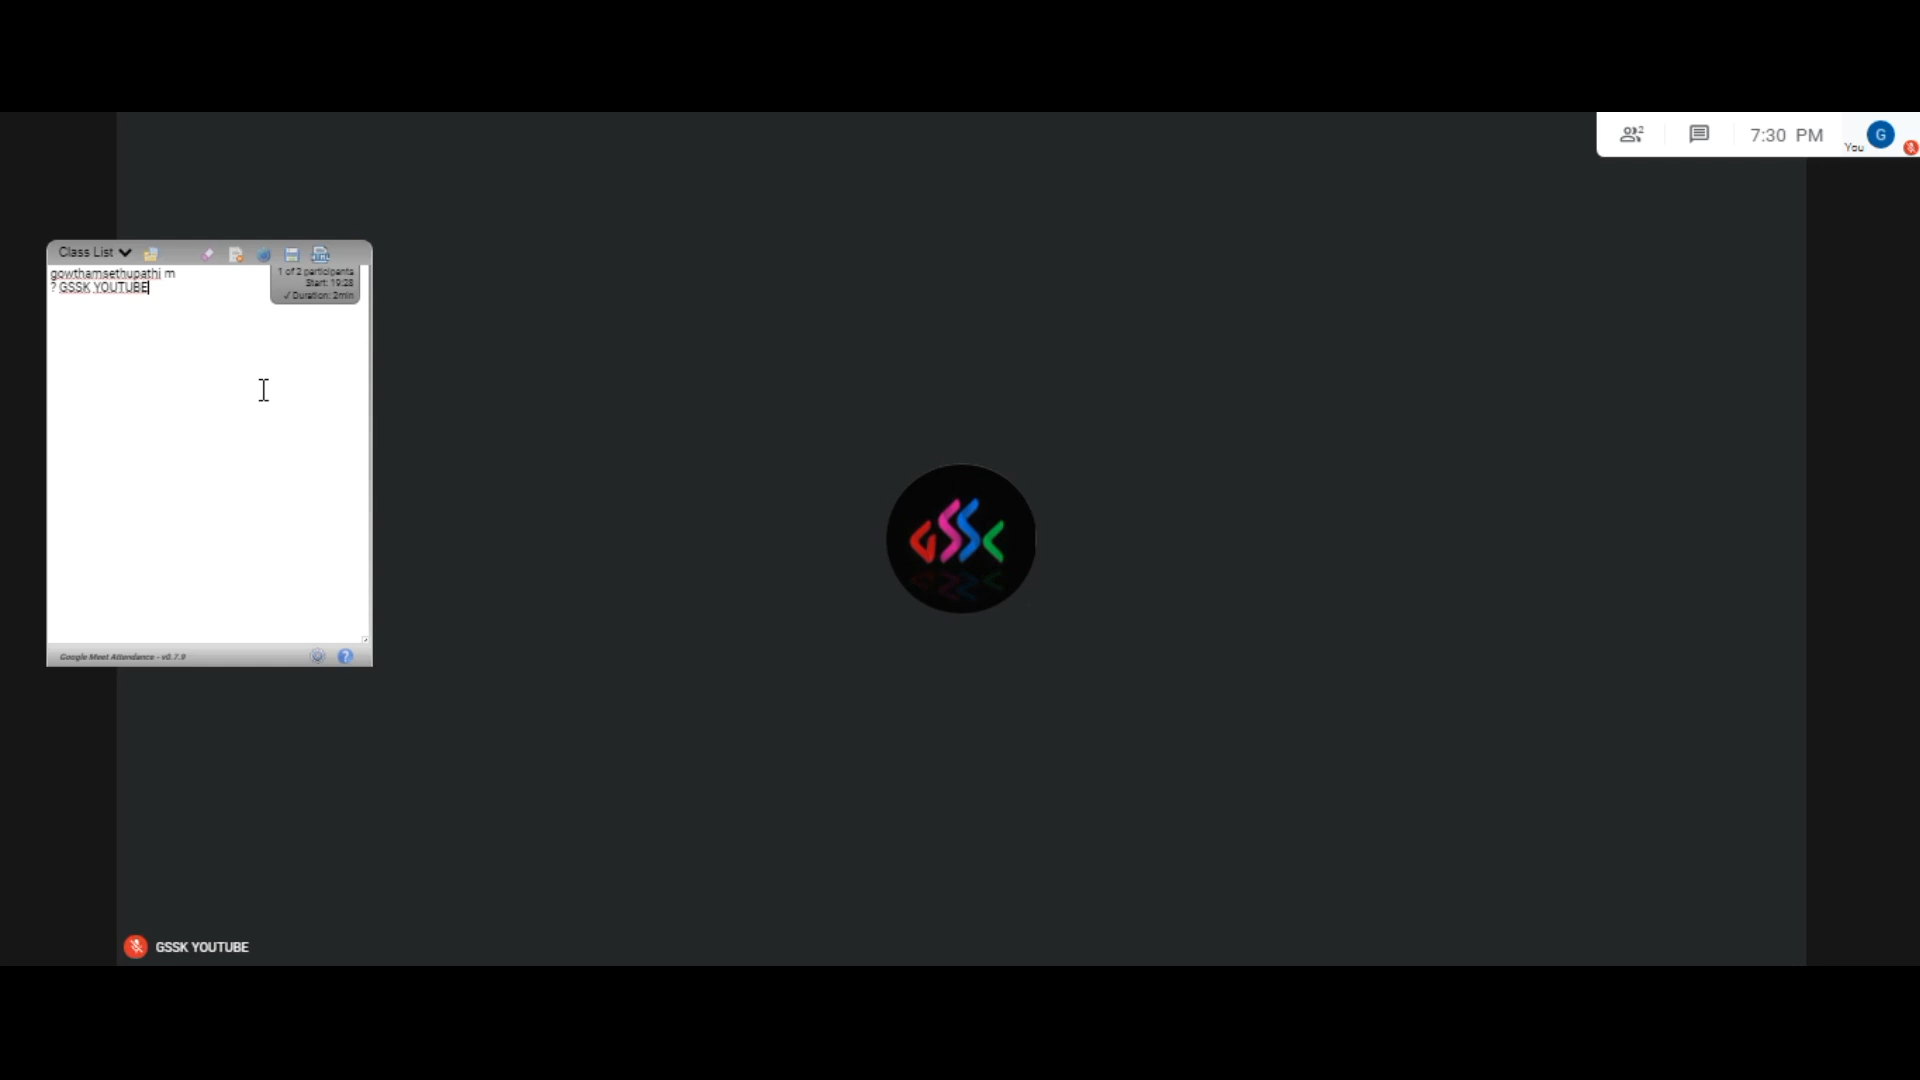 7:30 PM
You
G
Class List
gowthamsethupathi m
? GSSK YOUTUBE
1 of 2 participants
Start: 19:28
✓ Duration: 2min
GSSK
Google Meet Attendance - v0.7.9
?
GSSK YOUTUBE